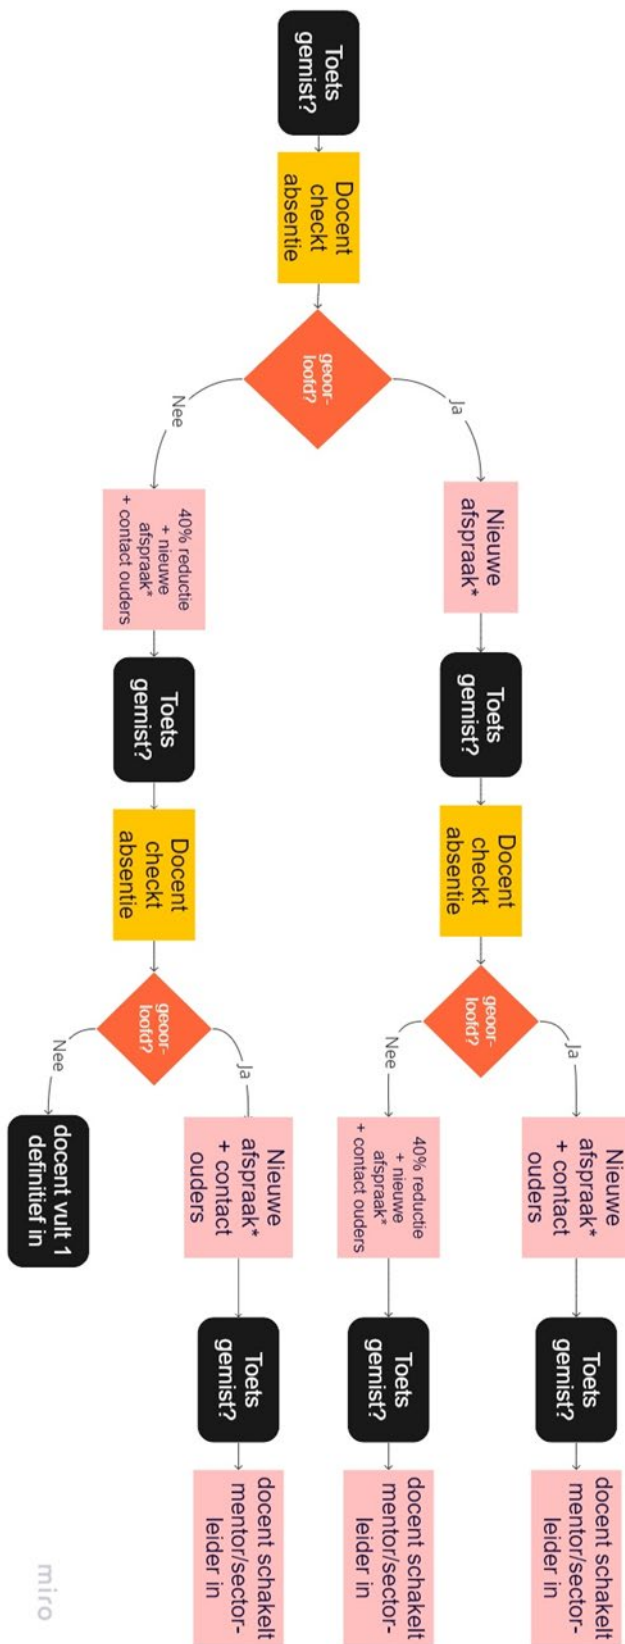 Toets
gemist?
Docent
checkt
absentie
geoor-
loofd?
Ja
Nieuwe
afspraak*
Toets
gemist?
Docent
checkt
absentie
geoor-
loofd?
Ja
Nieuwe
afspraak*
+ contact
ouders
Toets
gemist?
docent schakelt
mentor/sector-
leider in
Nee
40% reductie
+ nieuwe
afspraak*
+ contact ouders
Toets
gemist?
docent schakelt
mentor/sector-
leider in
Nee
40% reductie
+ nieuwe
afspraak*
+ contact ouders
Toets
gemist?
Docent
checkt
absentie
geoor-
loofd?
Ja
Nieuwe
afspraak*
+ contact
ouders
Toets
gemist?
docent schakelt
mentor/sector-
leider in
Nee
docent vult 1
definitief in
miro